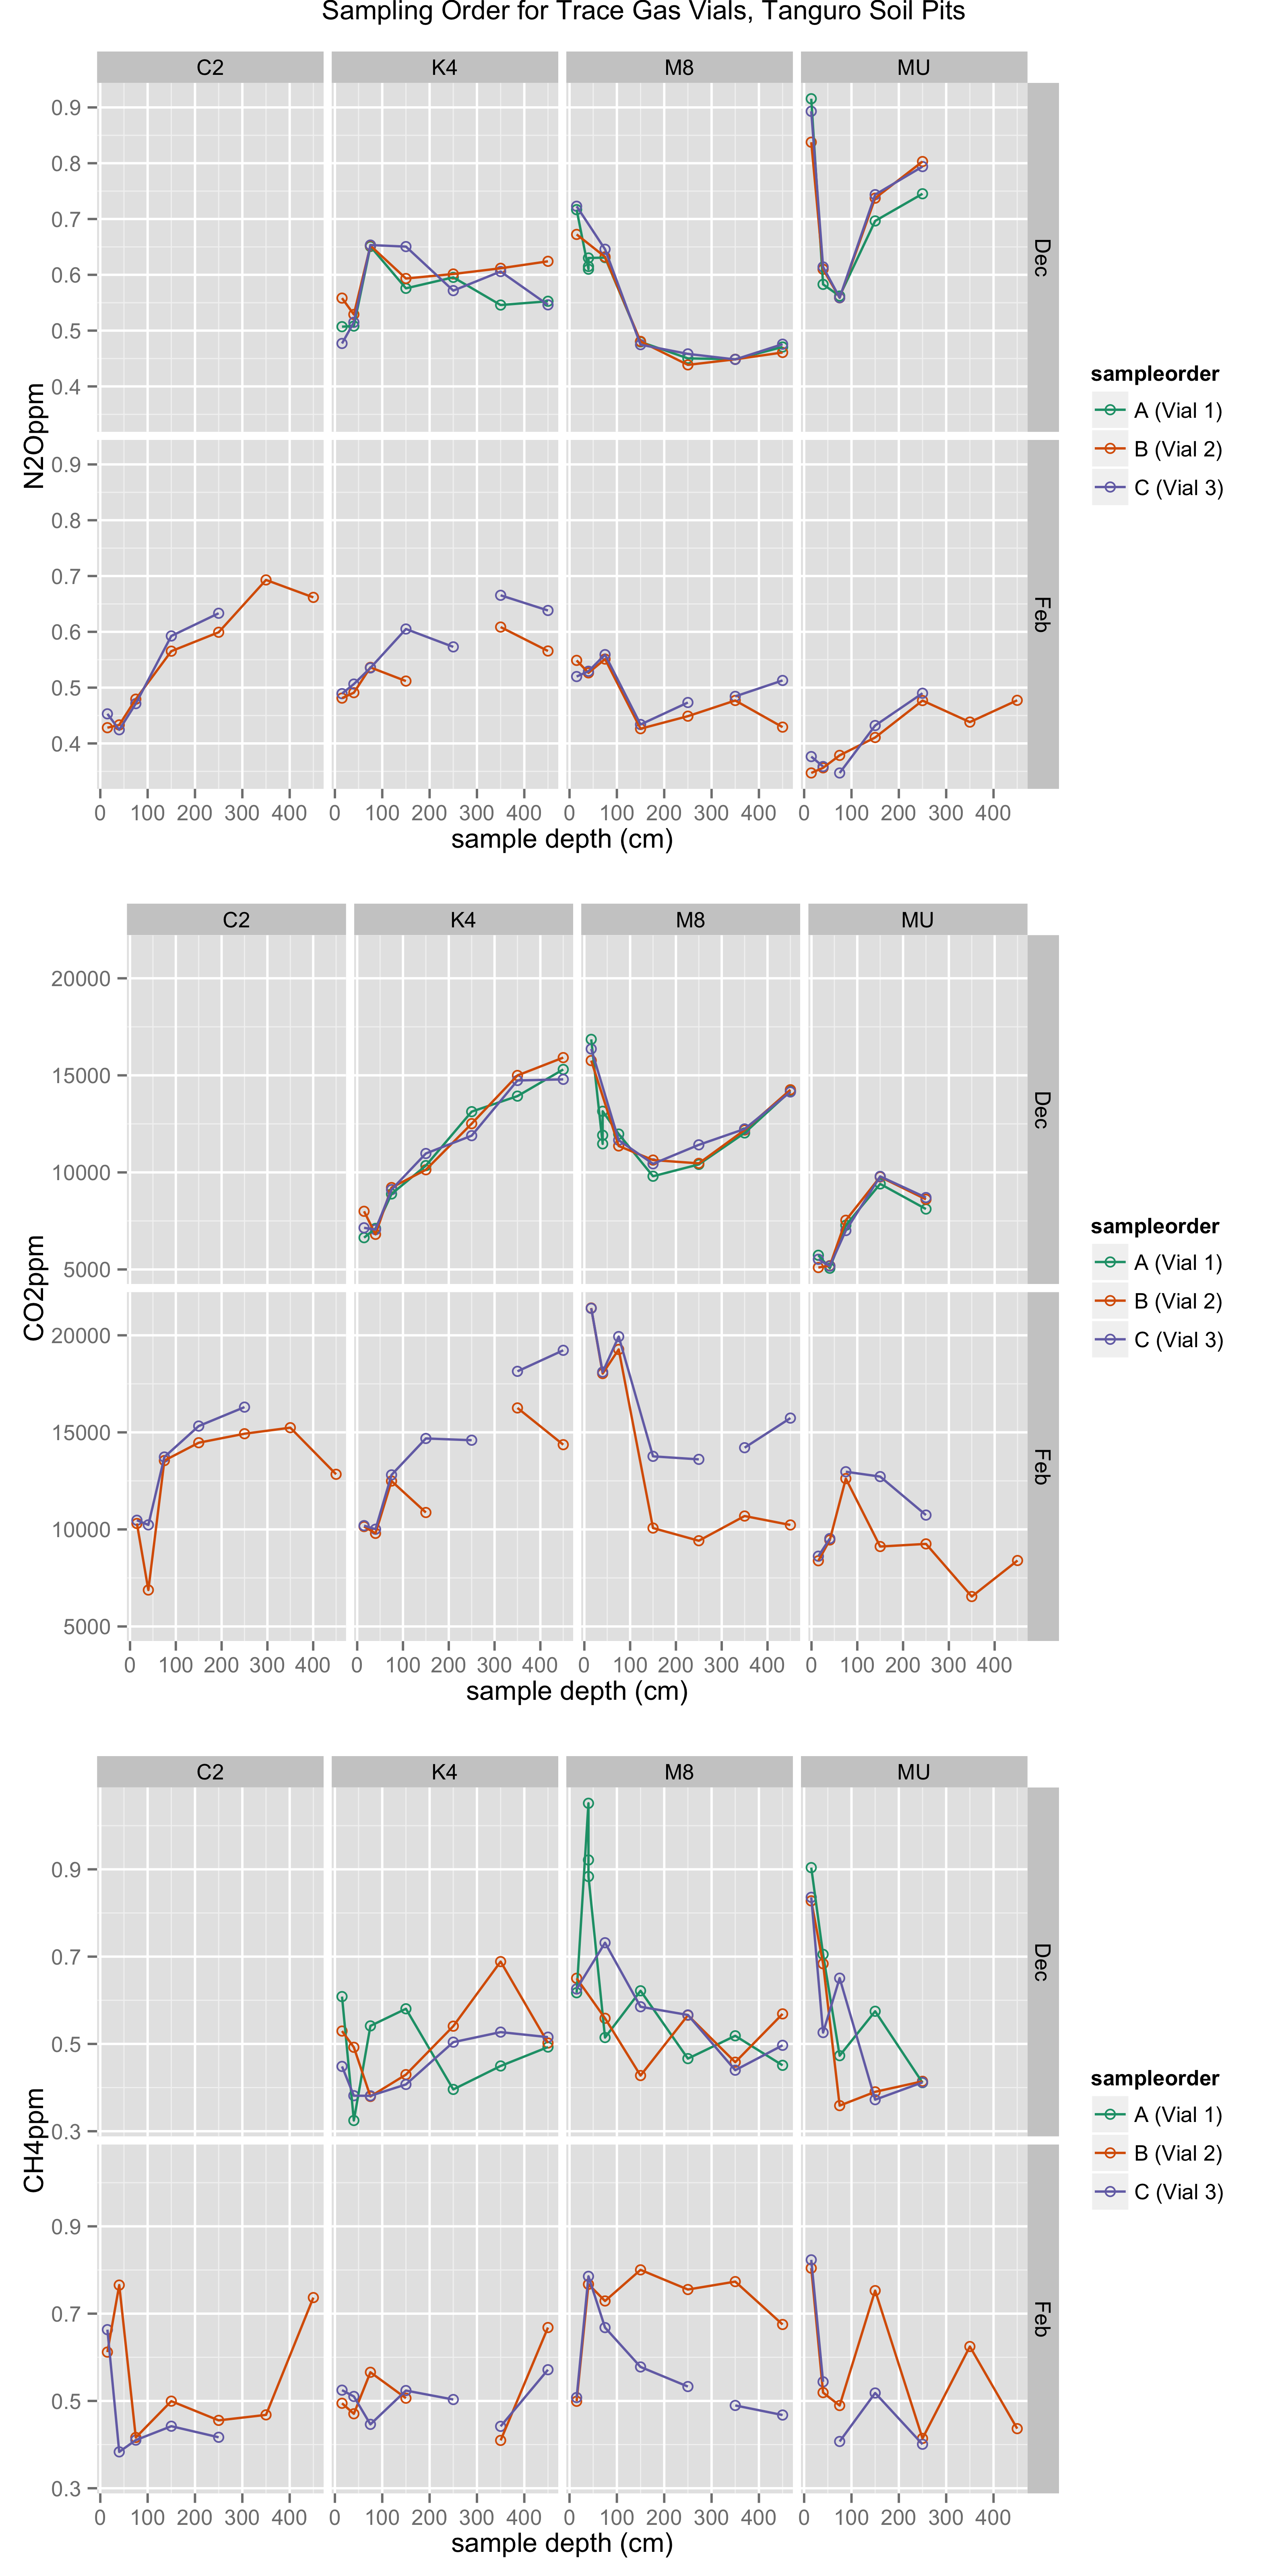 Sampling Order for Trace Gas Vials, Tanguro Soil Pits
C2 K4 M8 MU
N2Oppm
0.9
0.8
0.7
0.6
0.5
0.4
Dec
0.9
0.8
0.7
0.6
0.5
0.4
Feb
0 100 200 300 400 0 100 200 300 400 0 100 200 300 400 0 100 200 300 400
sample depth (cm)
sampleorder
A (Vial 1)
B (Vial 2)
C (Vial 3)
C2 K4 M8 MU
CO2ppm
20000
15000
10000
5000
Dec
20000
15000
10000
5000
Feb
0 100 200 300 400 0 100 200 300 400 0 100 200 300 400 0 100 200 300 400
sample depth (cm)
sampleorder
A (Vial 1)
B (Vial 2)
C (Vial 3)
C2 K4 M8 MU
CH4ppm
0.9
0.7
0.5
0.3
Dec
0.9
0.7
0.5
0.3
Feb
0 100 200 300 400 0 100 200 300 400 0 100 200 300 400 0 100 200 300 400
sample depth (cm)
sampleorder
A (Vial 1)
B (Vial 2)
C (Vial 3)